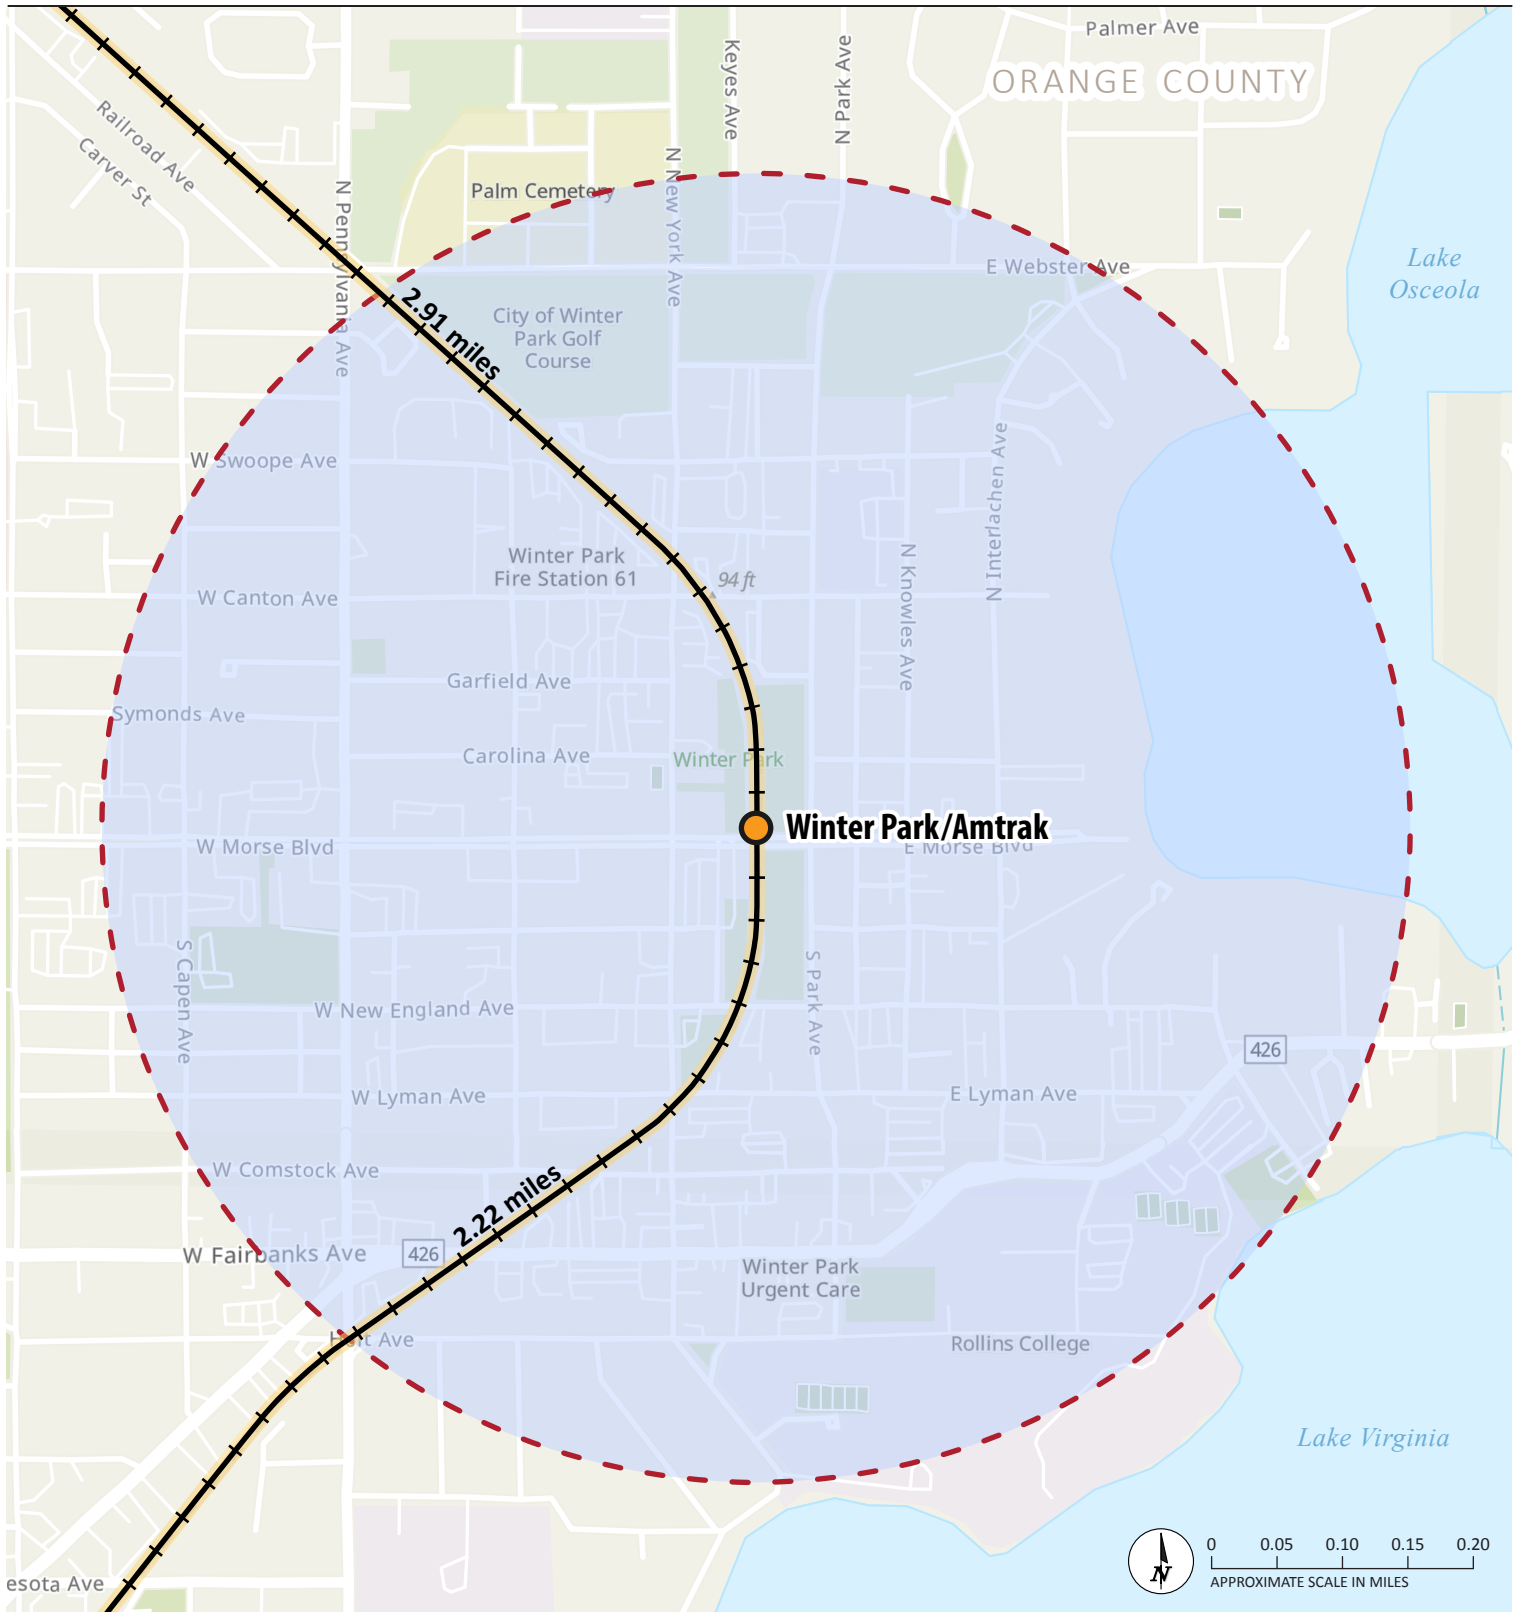 Palmer Ave
ORANGE COUNTY
Keyes Ave
N Park Ave
Railroad Ave
Carver St
N Pennsylvania Ave
N New York Ave
Palm Cemetery
E Webster Ave
Lake
Osceola
2.91 miles
City of Winter
Park Golf
Course
W Swoope Ave
N Interlachen Ave
Winter Park
Fire Station 61
94 ft
N Knowles Ave
W Canton Ave
Garfield Ave
Symonds Ave
Carolina Ave
Winter Park
Winter Park/Amtrak
W Morse Blvd
E Morse Blvd
S Capen Ave
S Park Ave
W New England Ave
426
W Lyman Ave
E Lyman Ave
W Comstock Ave
2.22 miles
W Fairbanks Ave
426
Winter Park
Urgent Care
Holt Ave
Rollins College
Lake Virginia
N
0 0.05 0.10 0.15 0.20
APPROXIMATE SCALE IN MILES
esota Ave